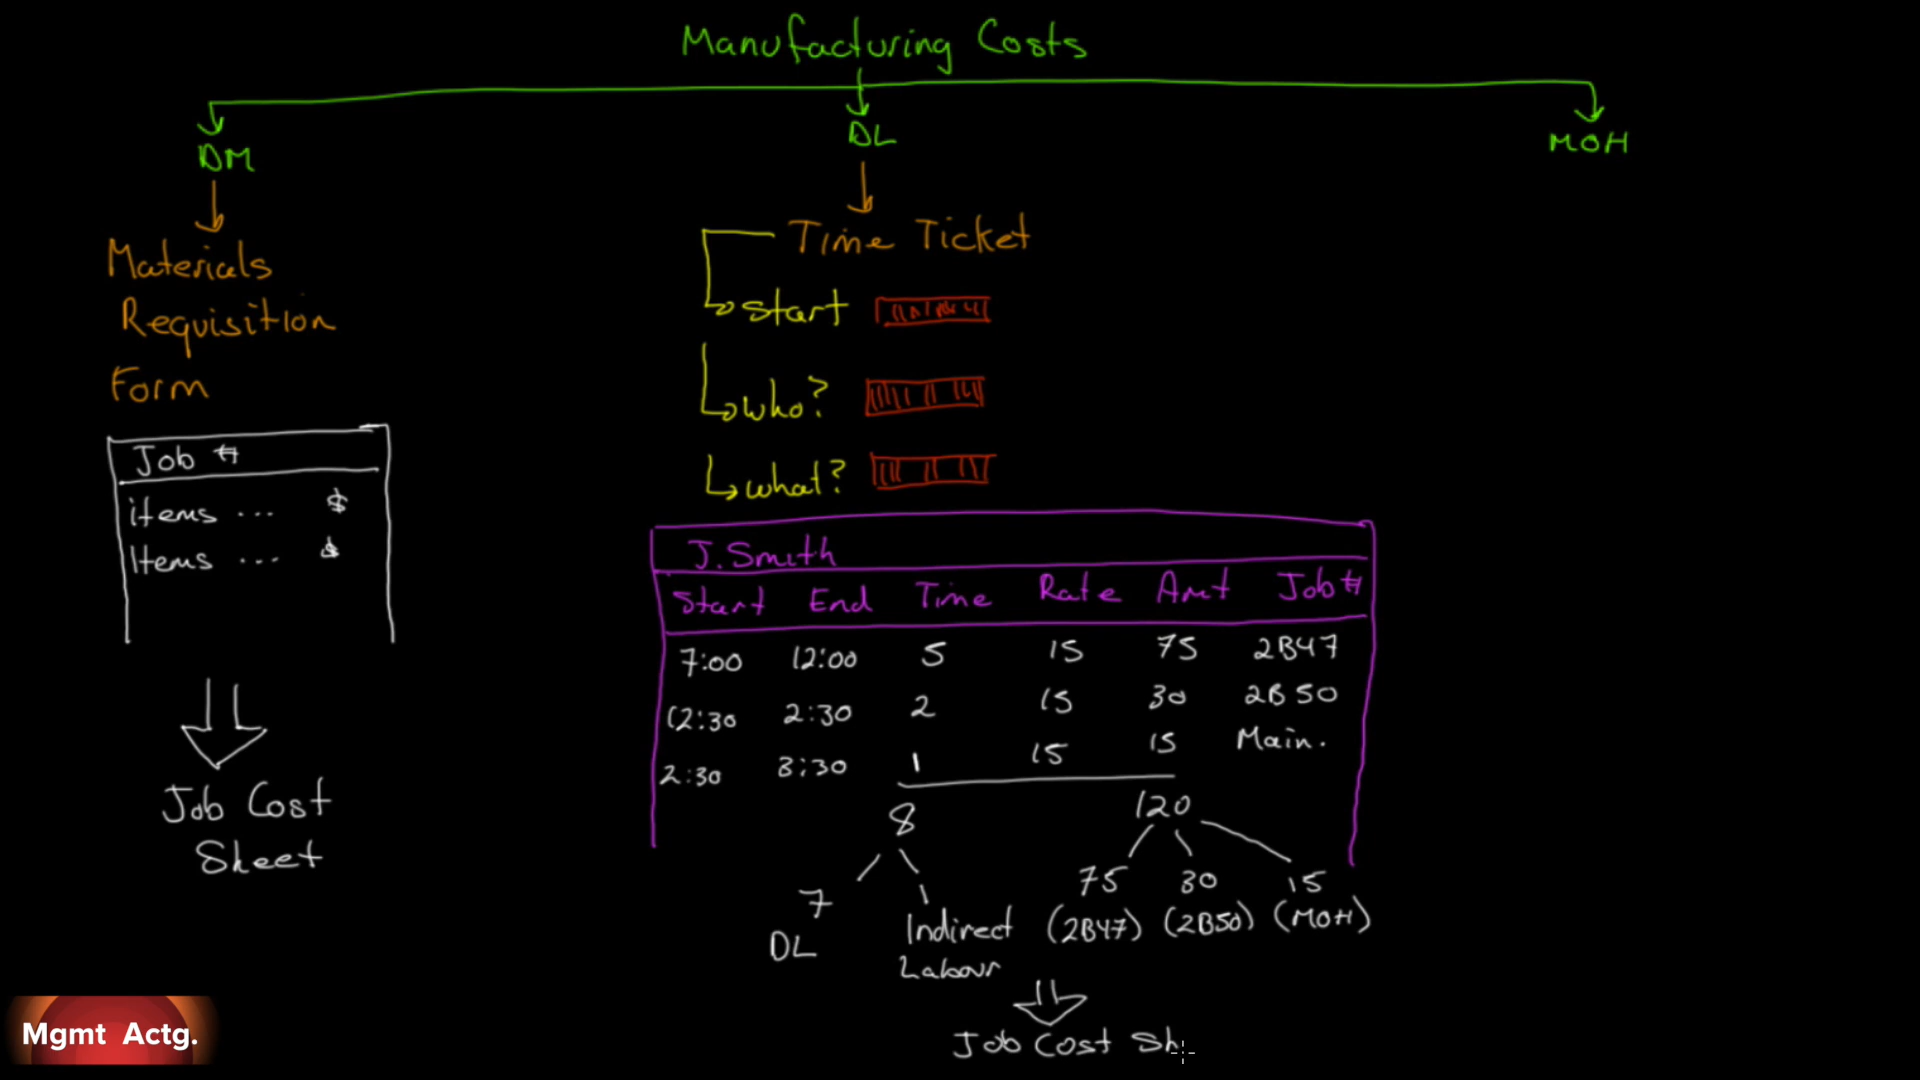 Manufacturing Costs
DM
DL
MOH
Materials
Requisition
Form
Job #
items ... $
Items ... $
Job Cost
Sheet
Time Ticket
start
who?
what?
J. Smith
Start End Time Rate Amt Job #
7:00 12:00 5 15 75 2B47
12:30 2:30 2 15 30 2B50
2:30 3:30 1 15 15 Main.
8 120
7 1 75 30 15
DL Indirect (2B47) (2B50) (MOH)
Labour
Job Cost Sh
Mgmt Actg.